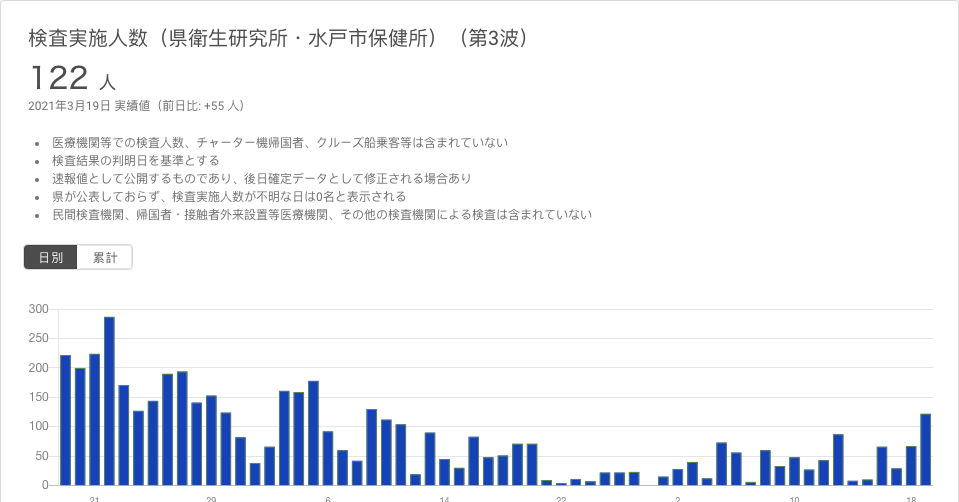 検査実施人数（県衛生研究所・水戸市保健所）（第3波）
122 人
2021年3月19日 実績値（前日比: +55 人）
医療機関等での検査人数、チャーター機帰国者、クルーズ船乗客等は含まれていない
検査結果の判明日を基準とする
速報値として公開するものであり、後日確定データとして修正される場合あり
県が公表しておらず、検査実施人数が不明な日は0名と表示される
民間検査機関、帰国者・接触者外来設置等医療機関、その他の検査機関による検査は含まれていない
日別 累計
300
250
200
150
100
50
0
21 29 6 14 22 2 10 18